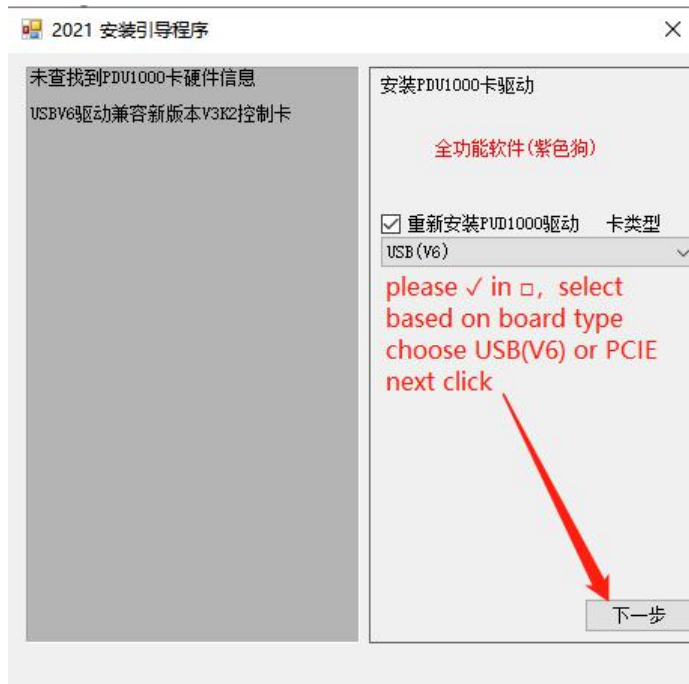 2021 安装引导程序
未查找到PDU1000卡硬件信息
USBV6驱动兼容新版本V3K2控制卡
安装PDU1000卡驱动
全功能软件(紫色狗)
重新安装PUD1000驱动 卡类型
USB(V6)
please ✓ in □, select
based on board type
choose USB(V6) or PCIE
next click
下一步